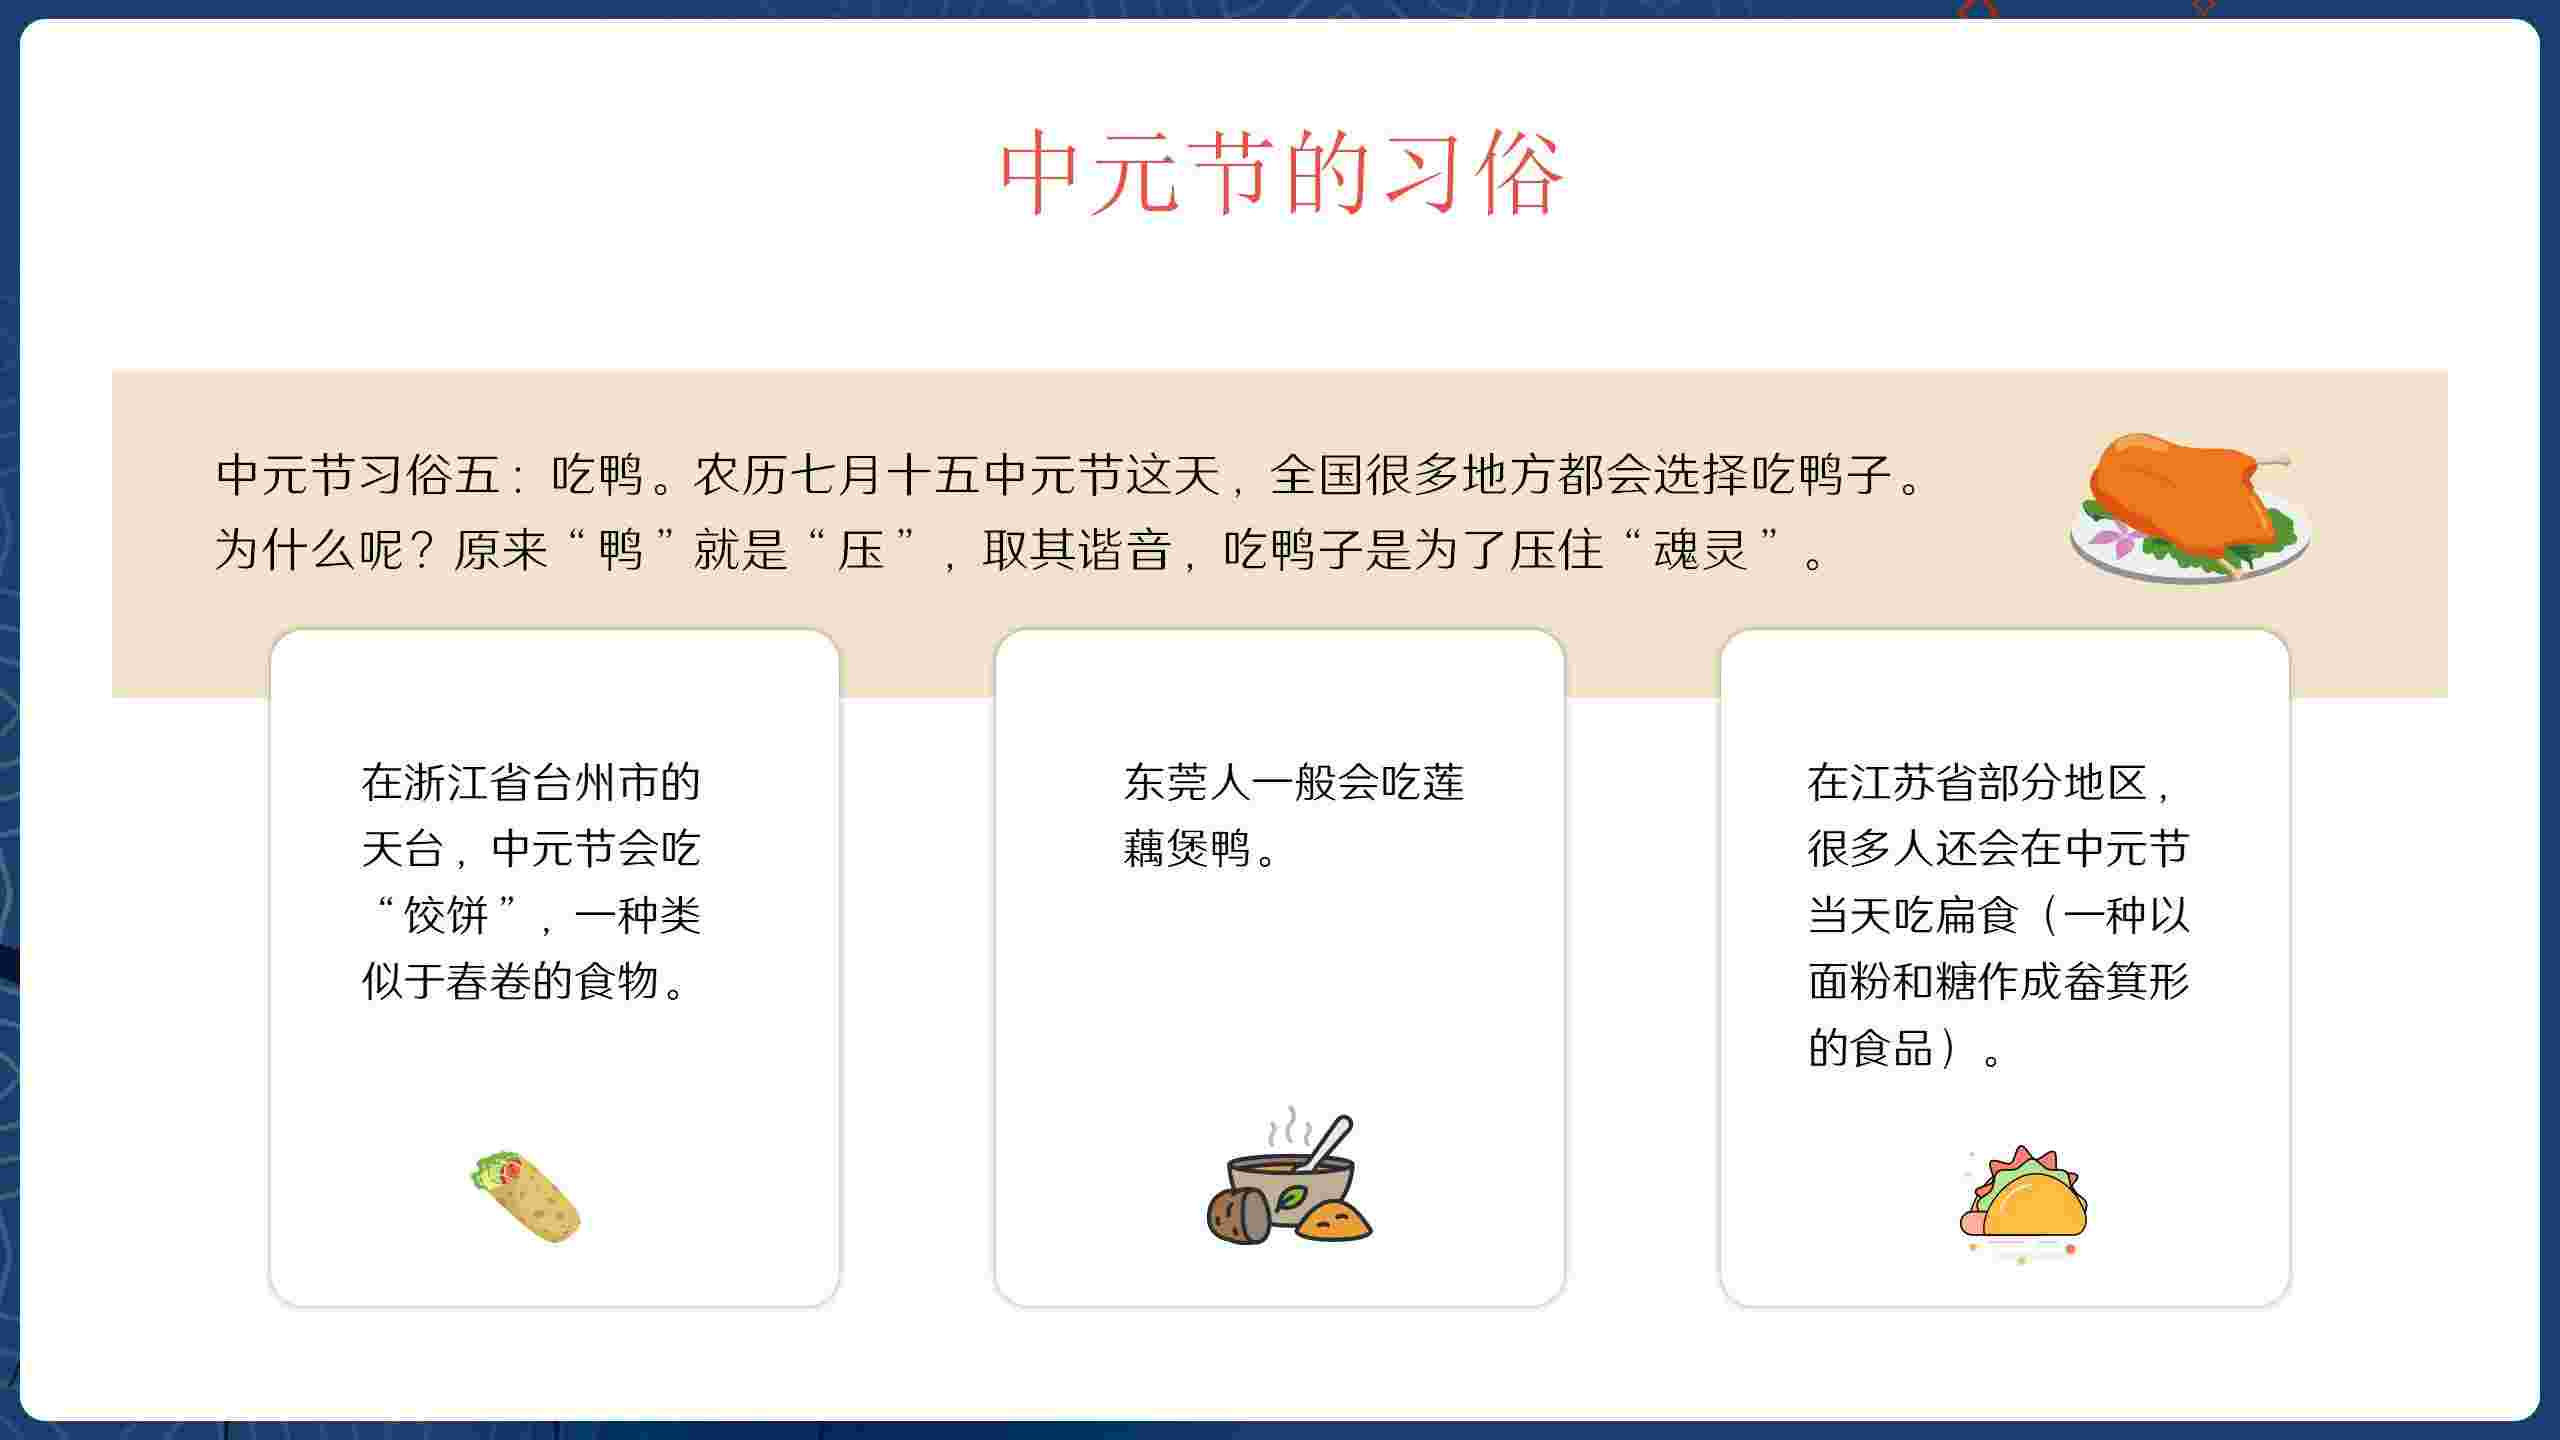 中元节的习俗
中元节习俗五：吃鸭。农历七月十五中元节这天，全国很多地方都会选择吃鸭子。
为什么呢？原来“鸭”就是“压”，取其谐音，吃鸭子是为了压住“魂灵”。
在浙江省台州市的
天台，中元节会吃
“饺饼”，一种类
似于春卷的食物。
东莞人一般会吃莲
藕煲鸭。
在江苏省部分地区，
很多人还会在中元节
当天吃扁食（一种以
面粉和糖作成畚箕形
的食品）。